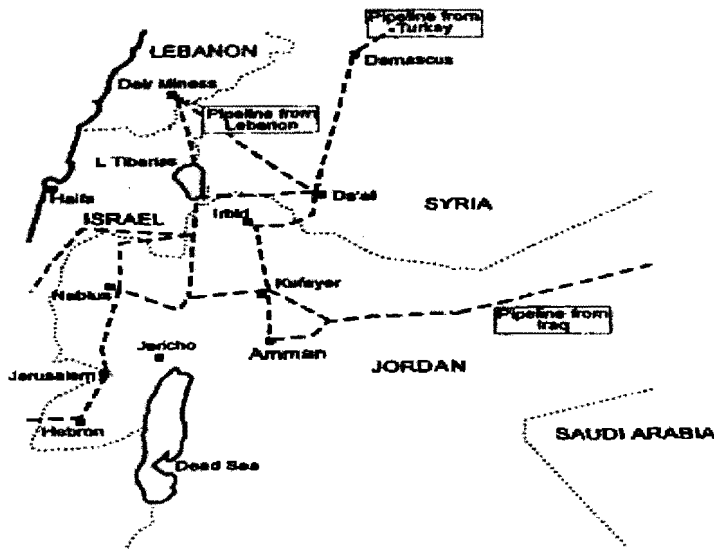 Pipeline from
Turkey
LEBANON
Damascus
Deir Miness
Pipeline from
Lebanon
L Tiberias
Haifa
Da'al
Irbid
SYRIA
ISRAEL
Kufeyer
Nablus
Pipeline from
Iraq
Jericho
Amman
JORDAN
Jerusalem
Hebron
SAUDI ARABIA
Dead Sea